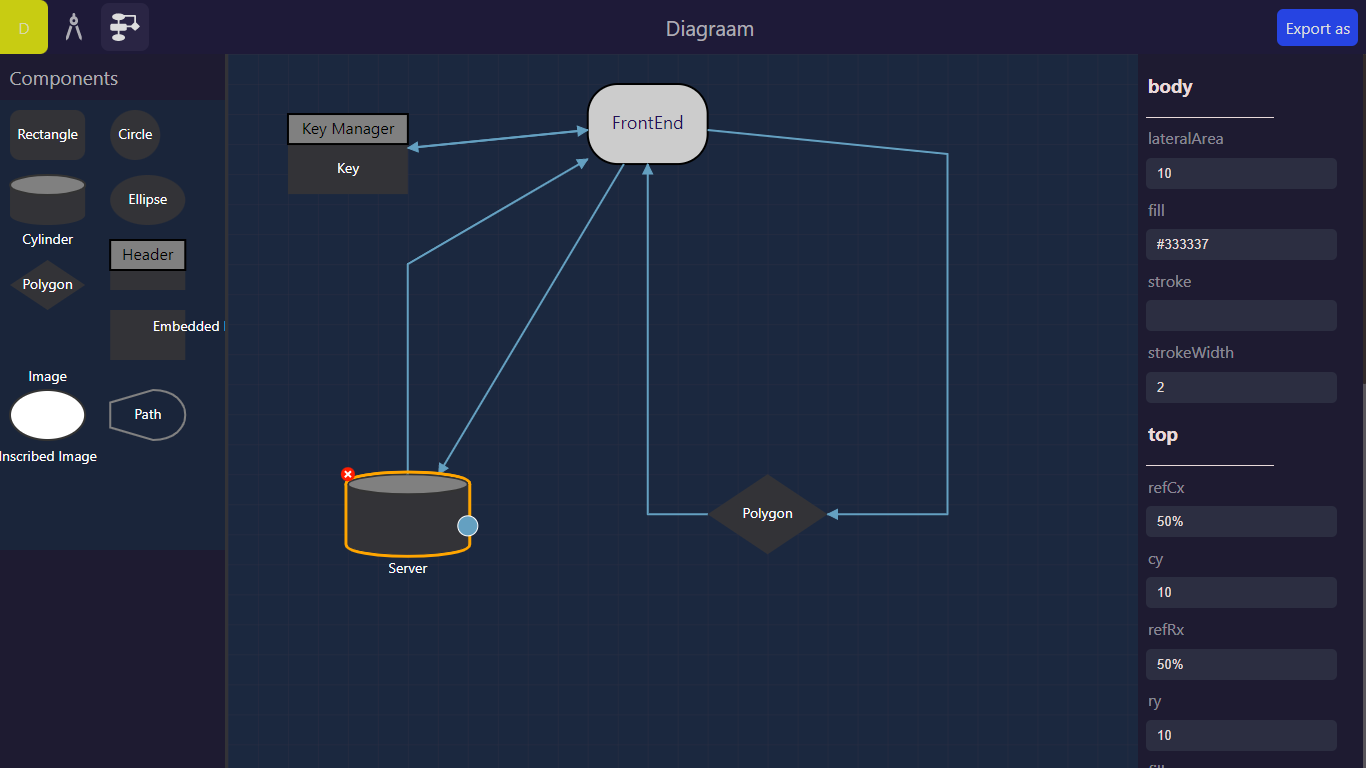 D
Diagraam
Export as
Components
Rectangle
Circle
Cylinder
Ellipse
Header
Polygon
Embedded
Image
Path
Inscribed Image
Key Manager
Key
FrontEnd
Polygon
Server
body
lateralArea
10
fill
#333337
stroke
strokeWidth
2
top
refCx
50%
cy
10
refRx
50%
ry
10